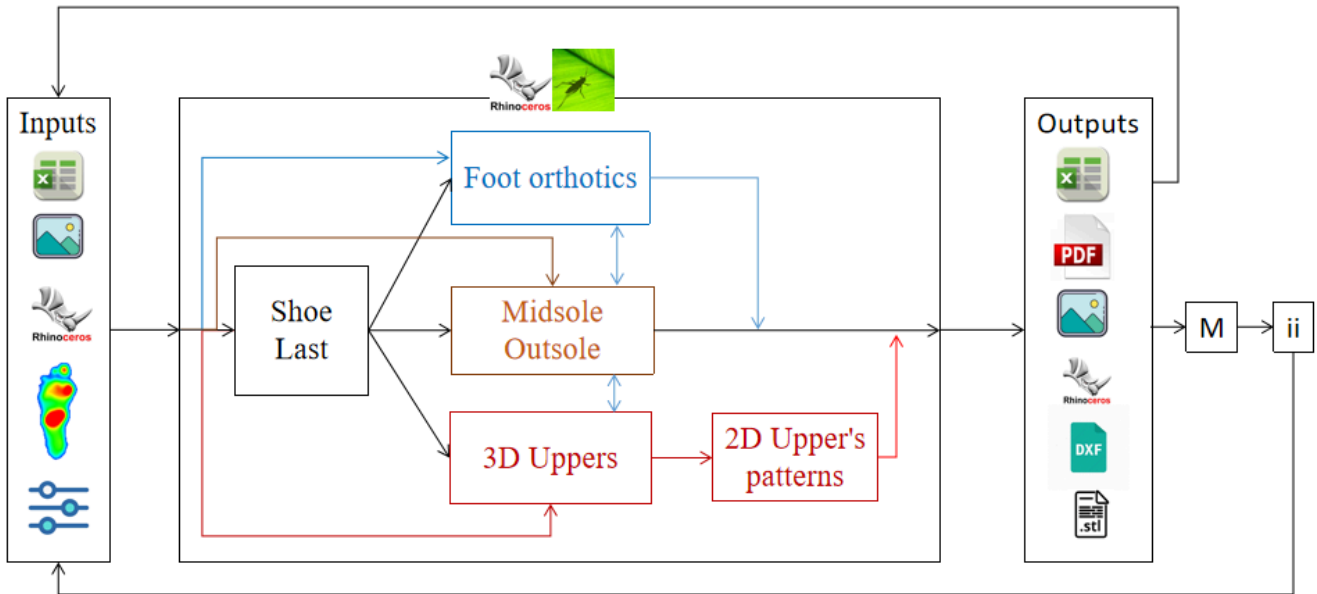 Rhinoceros
Inputs
X
Rhinoceros
Foot orthotics
Shoe
Last
Midsole
Outsole
3D Uppers
2D Upper's
patterns
Outputs
X
PDF
Rhinoceros
DXF
.stl
M
ii